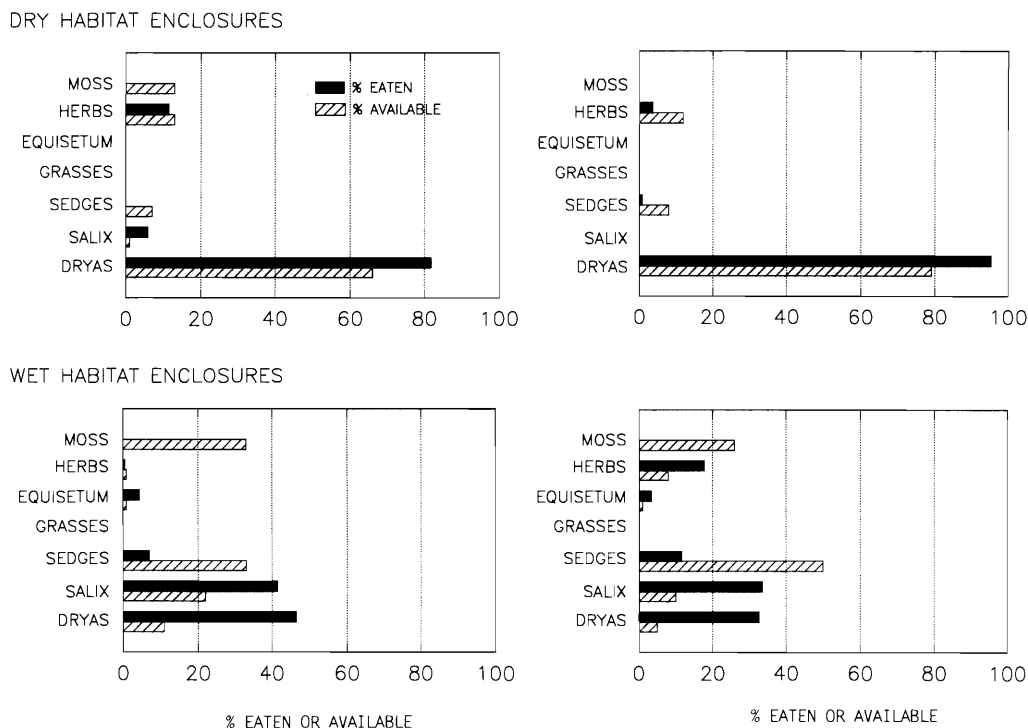 DRY HABITAT ENCLOSURES
MOSS
HERBS
EQUISETUM
GRASSES
SEDGES
SALIX
DRYAS
% EATEN
% AVAILABLE
0 20 40 60 80 100
MOSS
HERBS
EQUISETUM
GRASSES
SEDGES
SALIX
DRYAS
0 20 40 60 80 100
WET HABITAT ENCLOSURES
MOSS
HERBS
EQUISETUM
GRASSES
SEDGES
SALIX
DRYAS
0 20 40 60 80 100
% EATEN OR AVAILABLE
MOSS
HERBS
EQUISETUM
GRASSES
SEDGES
SALIX
DRYAS
0 20 40 60 80 100
% EATEN OR AVAILABLE